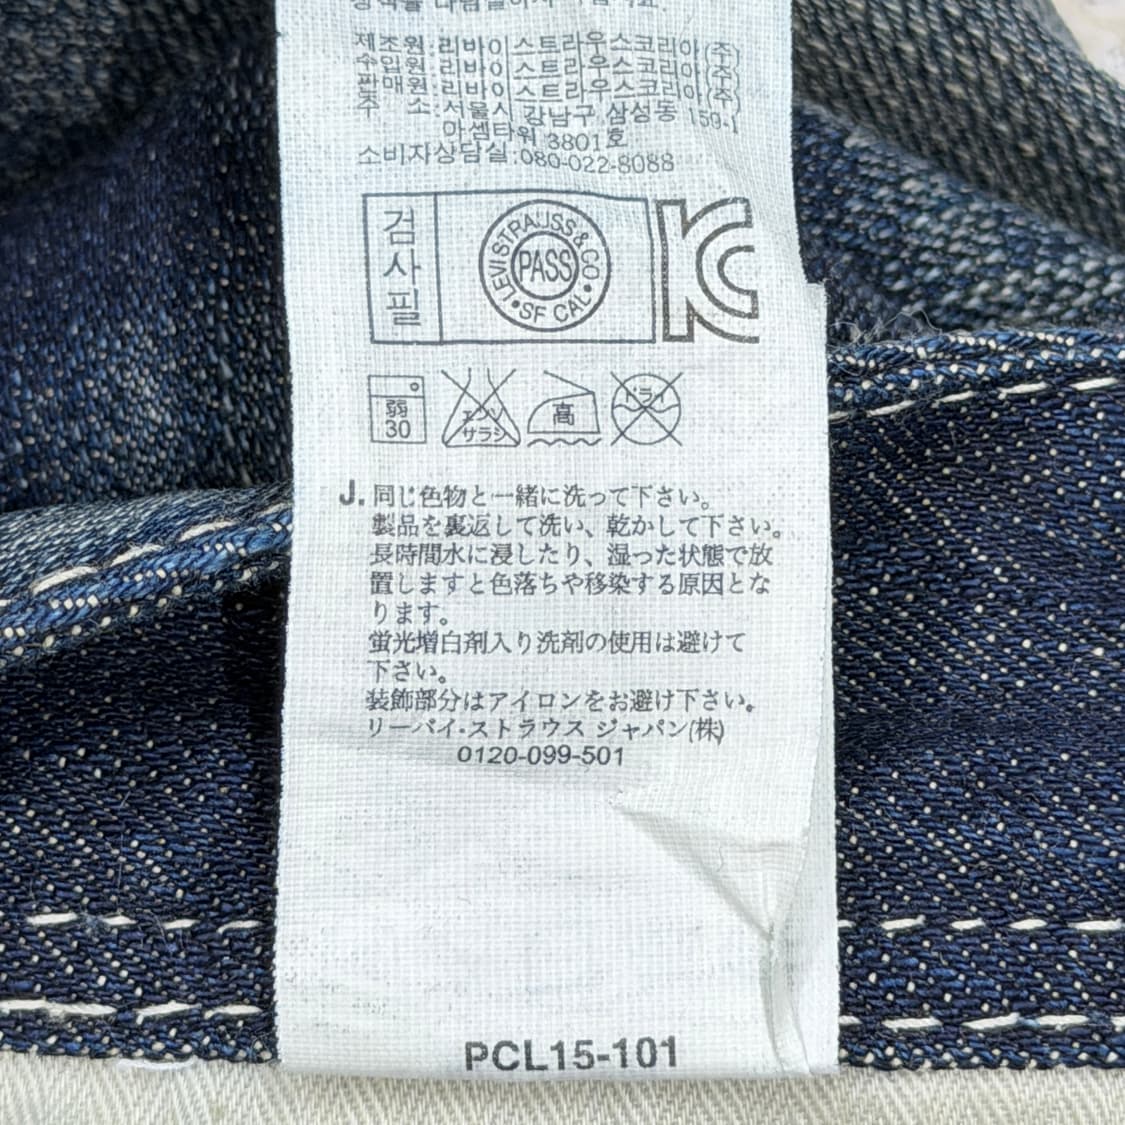 제조원:리바이스트라우스코리아(주)
수입원:리바이스트라우스코리아(주)
판매원:리바이스트라우스코리아(주)
주 소:서울시 강남구 삼성동 159-1
아셈타워 3801호
소비자상담실:080-022-8088
검사필
LEVI STRAUSS & CO
PASS
SF CAL
KC
弱
30
エンソ
サラシ
高
ドライ
J. 同じ色物と一緒に洗って下さい。
製品を裏返して洗い、乾かして下さい。
長時間水に浸したり、湿った状態で放
置しますと色落ちや移染する原因とな
ります。
蛍光増白剤入り洗剤の使用は避けて
下さい。
装飾部分はアイロンをお避け下さい。
リーバイ・ストラウス ジャパン(株)
0120-099-501
PCL15-101